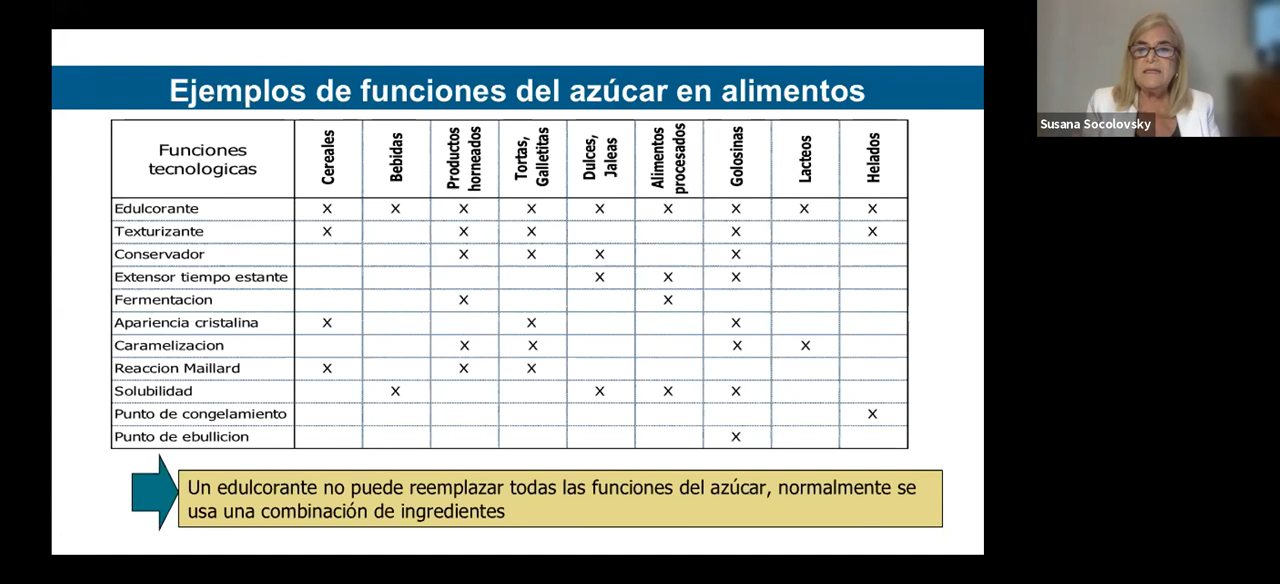 Ejemplos de funciones del azúcar en alimentos
Funciones
tecnologicas
Cereales
Bebidas
Productos
horneados
Tortas,
Galletitas
Dulces,
Jaleas
Alimentos
procesados
Golosinas
Lacteos
Helados
Edulcorante X X X X X X X X X
Texturizante X X X X X
Conservador X X X X
Extensor tiempo estante X X X
Fermentacion X X
Apariencia cristalina X X X
Caramelizacion X X X X
Reaccion Maillard X X X
Solubilidad X X X X
Punto de congelamiento X
Punto de ebullicion X
Un edulcorante no puede reemplazar todas las funciones del azúcar, normalmente se
usa una combinación de ingredientes
Susana Socolovsky